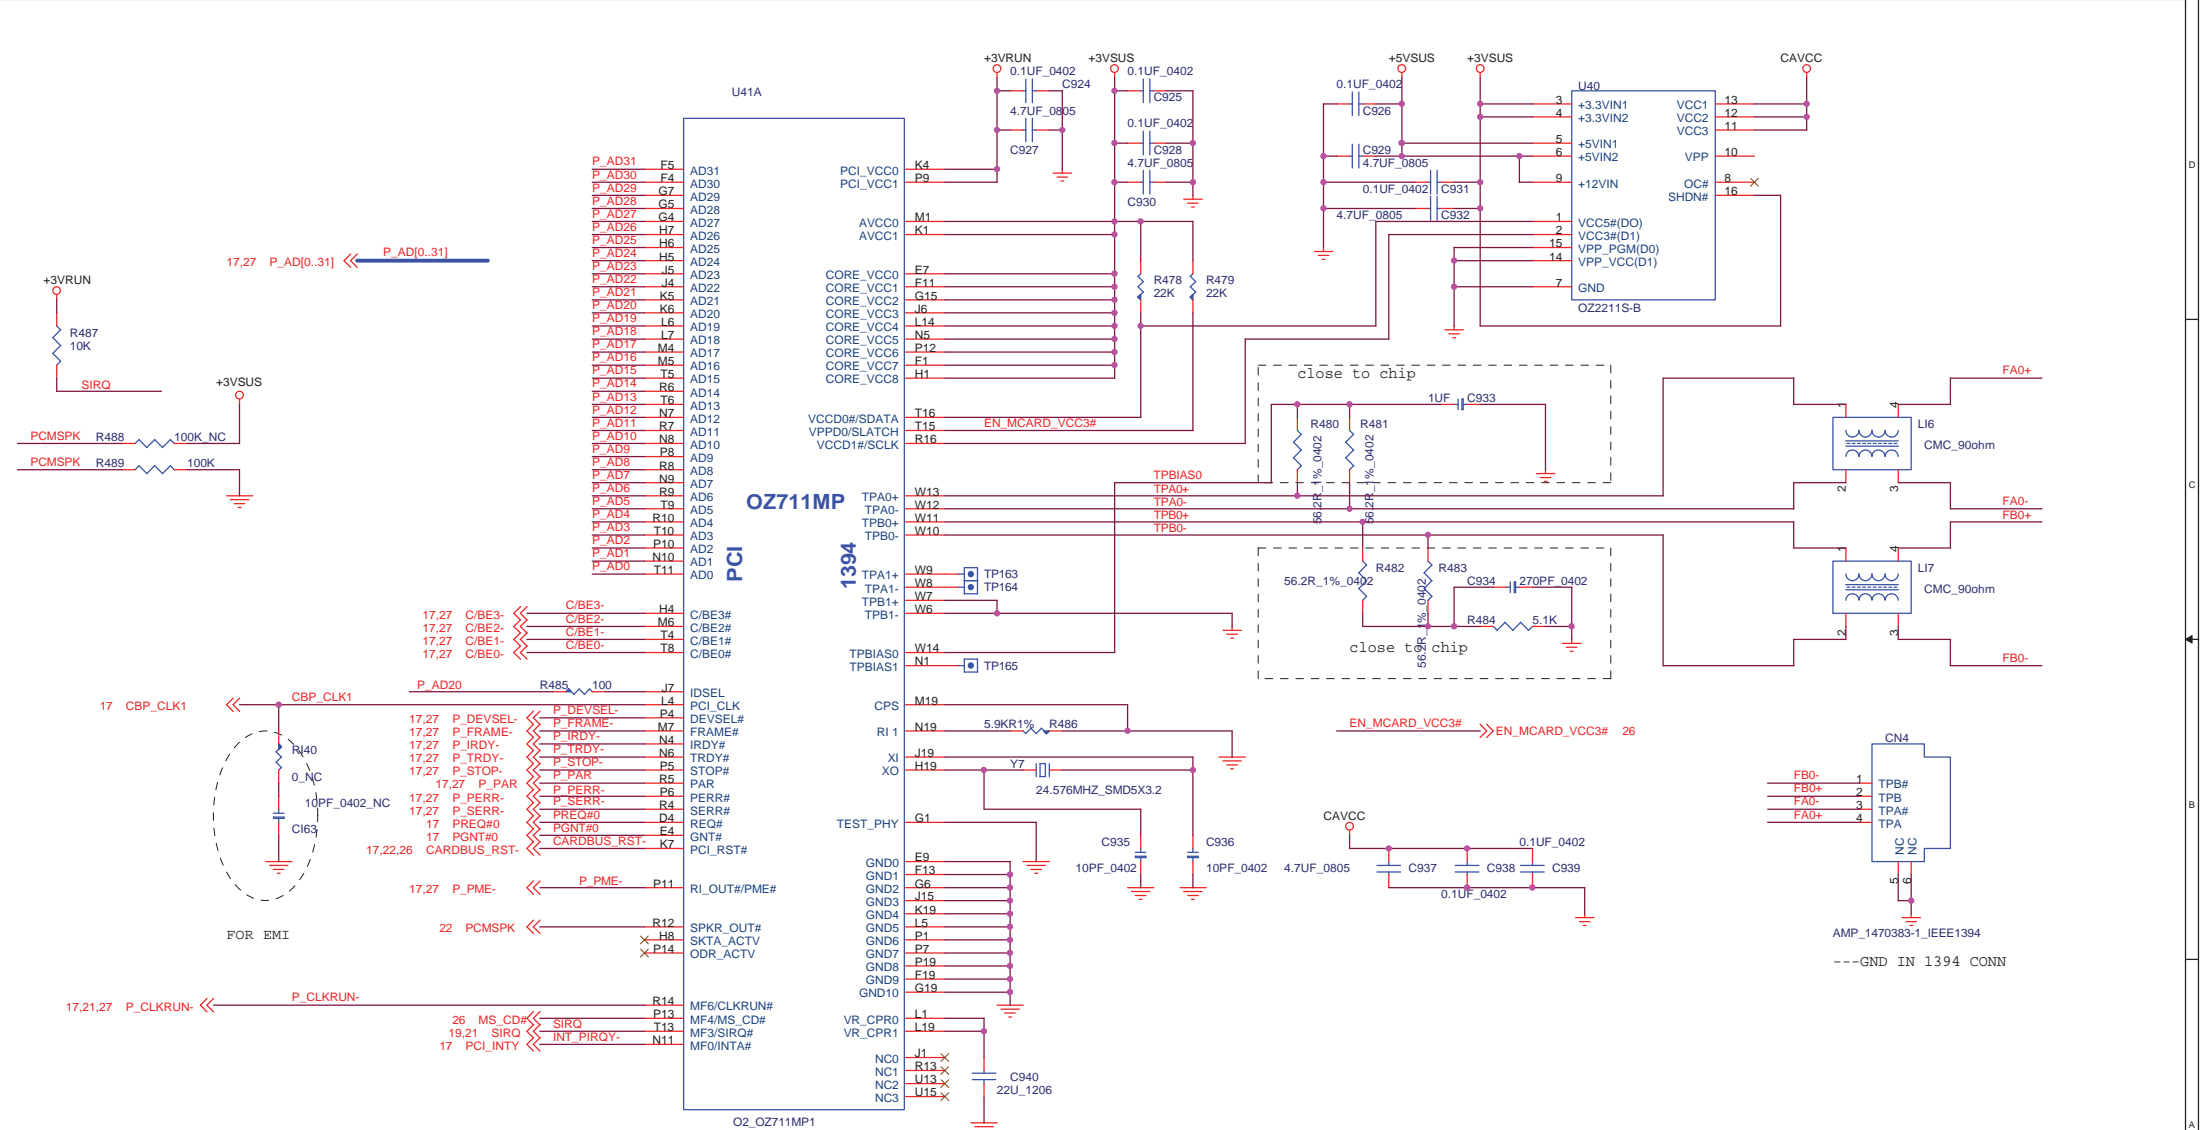 +3VRUN
+3VSUS
+5VSUS
+3VSUS
CAVCC
0.1UF_0402
C924
4.7UF_0805
C927
0.1UF_0402
C925
0.1UF_0402
C928
4.7UF_0805
C930
0.1UF_0402
C926
C929
4.7UF_0805
0.1UF_0402
C931
4.7UF_0805
C932
U40
3 +3.3VIN1
4 +3.3VIN2
5 +5VIN1
6 +5VIN2
9 +12VIN
1 VCC5#(DO)
2 VCC3#(D1)
15 VPP_PGM(D0)
14 VPP_VCC(D1)
7 GND
VCC1 13
VCC2 12
VCC3 11
VPP 10
OC# 8
SHDN# 16
OZ2211S-B
U41A
P_AD31 F5 AD31
P_AD30 F4 AD30
P_AD29 G7 AD29
P_AD28 G5 AD28
P_AD27 G4 AD27
P_AD26 H7 AD26
P_AD25 H6 AD25
P_AD24 H5 AD24
P_AD23 J5 AD23
P_AD22 J4 AD22
P_AD21 K5 AD21
P_AD20 K6 AD20
P_AD19 L6 AD19
P_AD18 L7 AD18
P_AD17 M4 AD17
P_AD16 M5 AD16
P_AD15 T5 AD15
P_AD14 R6 AD14
P_AD13 T6 AD13
P_AD12 N7 AD12
P_AD11 R7 AD11
P_AD10 N8 AD10
P_AD9 P8 AD9
P_AD8 R8 AD8
P_AD7 N9 AD7
P_AD6 R9 AD6
P_AD5 T9 AD5
P_AD4 R10 AD4
P_AD3 T10 AD3
P_AD2 P10 AD2
P_AD1 N10 AD1
P_AD0 T11 AD0
17,27 P_AD[0..31] P_AD[0..31]
+3VRUN
R487
10K
SIRQ
+3VSUS
PCMSPK R488 100K_NC
PCMSPK R489 100K
17,27 C/BE3- C/BE3- H4 C/BE3#
17,27 C/BE2- C/BE2- M6 C/BE2#
17,27 C/BE1- C/BE1- T4 C/BE1#
17,27 C/BE0- C/BE0- T8 C/BE0#
P_AD20 R485 100 J7 IDSEL
17 CBP_CLK1 CBP_CLK1 L4 PCI_CLK
17,27 P_DEVSEL- P_DEVSEL- P4 DEVSEL#
17,27 P_FRAME- P_FRAME- M7 FRAME#
17,27 P_IRDY- P_IRDY- N4 IRDY#
17,27 P_TRDY- P_TRDY- N6 TRDY#
17,27 P_STOP- P_STOP- P5 STOP#
17,27 P_PAR P_PAR R5 PAR
17,27 P_PERR- P_PERR- P6 PERR#
17,27 P_SERR- P_SERR- R4 SERR#
17 PREQ#0 PREQ#0 D4 REQ#
17 PGNT#0 PGNT#0 E4 GNT#
17,22,26 CARDBUS_RST- CARDBUS_RST- K7 PCI_RST#
17,27 P_PME- P_PME- P11 RI_OUT#/PME#
22 PCMSPK R12 SPKR_OUT#
H8 SKTA_ACTV
P14 ODR_ACTV
17,21,27 P_CLKRUN- P_CLKRUN- R14 MF6/CLKRUN#
26 MS_CD# P13 MF4/MS_CD#
19,21 SIRQ SIRQ T13 MF3/SIRQ#
17 PCI_INTY INT_PIRQY- N11 MF0/INTA#
RI40
0_NC
10PF_0402_NC
CI63
FOR EMI
OZ711MP
PCI
1394
O2_OZ711MP1
PCI_VCC0 K4
PCI_VCC1 P9
AVCC0 M1
AVCC1 K1
CORE_VCC0 E7
CORE_VCC1 F11
CORE_VCC2 G15
CORE_VCC3 J6
CORE_VCC4 L14
CORE_VCC5 N5
CORE_VCC6 P12
CORE_VCC7 F1
CORE_VCC8 H1
VCCD0#/SDATA T16
VPPD0/SLATCH T15 EN_MCARD_VCC3#
VCCD1#/SCLK R16
TPA0+ W13
TPA0- W12
TPB0+ W11
TPB0- W10
TPA1+ W9 TP163
TPA1- W8 TP164
TPB1+ W7
TPB1- W6
TPBIAS0 W14
TPBIAS1 N1 TP165
CPS M19
RI 1 N19 5.9KR1% R486
XI J19
XO H19 Y7
24.576MHZ_SMD5X3.2
TEST_PHY G1
GND0 E9
GND1 F13
GND2 G6
GND3 J15
GND4 K19
GND5 L5
GND6 P1
GND7 P7
GND8 P19
GND9 F19
GND10 G19
VR_CPR0 L1
VR_CPR1 L19
NC0 J1
NC1 R13
NC2 U13
NC3 U15
C940
22U_1206
C935
10PF_0402
C936
10PF_0402
R478
22K
R479
22K
TPBIAS0
TPA0+
TPA0-
TPB0+
TPB0-
close to chip
1UF C933
R480
56.2R_1%_0402
R481
56.2R_1%_0402
R482
56.2R_1%_0402
R483
56.2R_1%_0402
C934 270PF_0402
R484 5.1K
close to chip
EN_MCARD_VCC3# EN_MCARD_VCC3# 26
CAVCC
4.7UF_0805 C937
C938
0.1UF_0402
0.1UF_0402
C939
1 4
LI6
CMC_90ohm
2 3
FA0+
FA0-
FB0+
1 4
LI7
CMC_90ohm
2 3
FB0-
CN4
FB0- 1 TPB#
FB0+ 2 TPB
FA0- 3 TPA#
FA0+ 4 TPA
NC NC
5 6
AMP_1470383-1_IEEE1394
---GND IN 1394 CONN
D
C
B
A